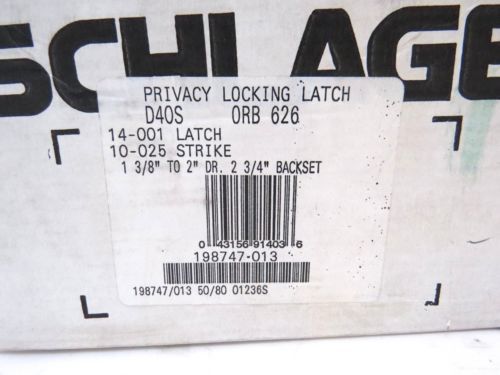 SCHLAGE
PRIVACY LOCKING LATCH
D40S ORB 626
14-001 LATCH
10-025 STRIKE
1 3/8" TO 2" DR. 2 3/4" BACKSET
0 43156 91403 6
198747-013
198747/013 50/80 01236S